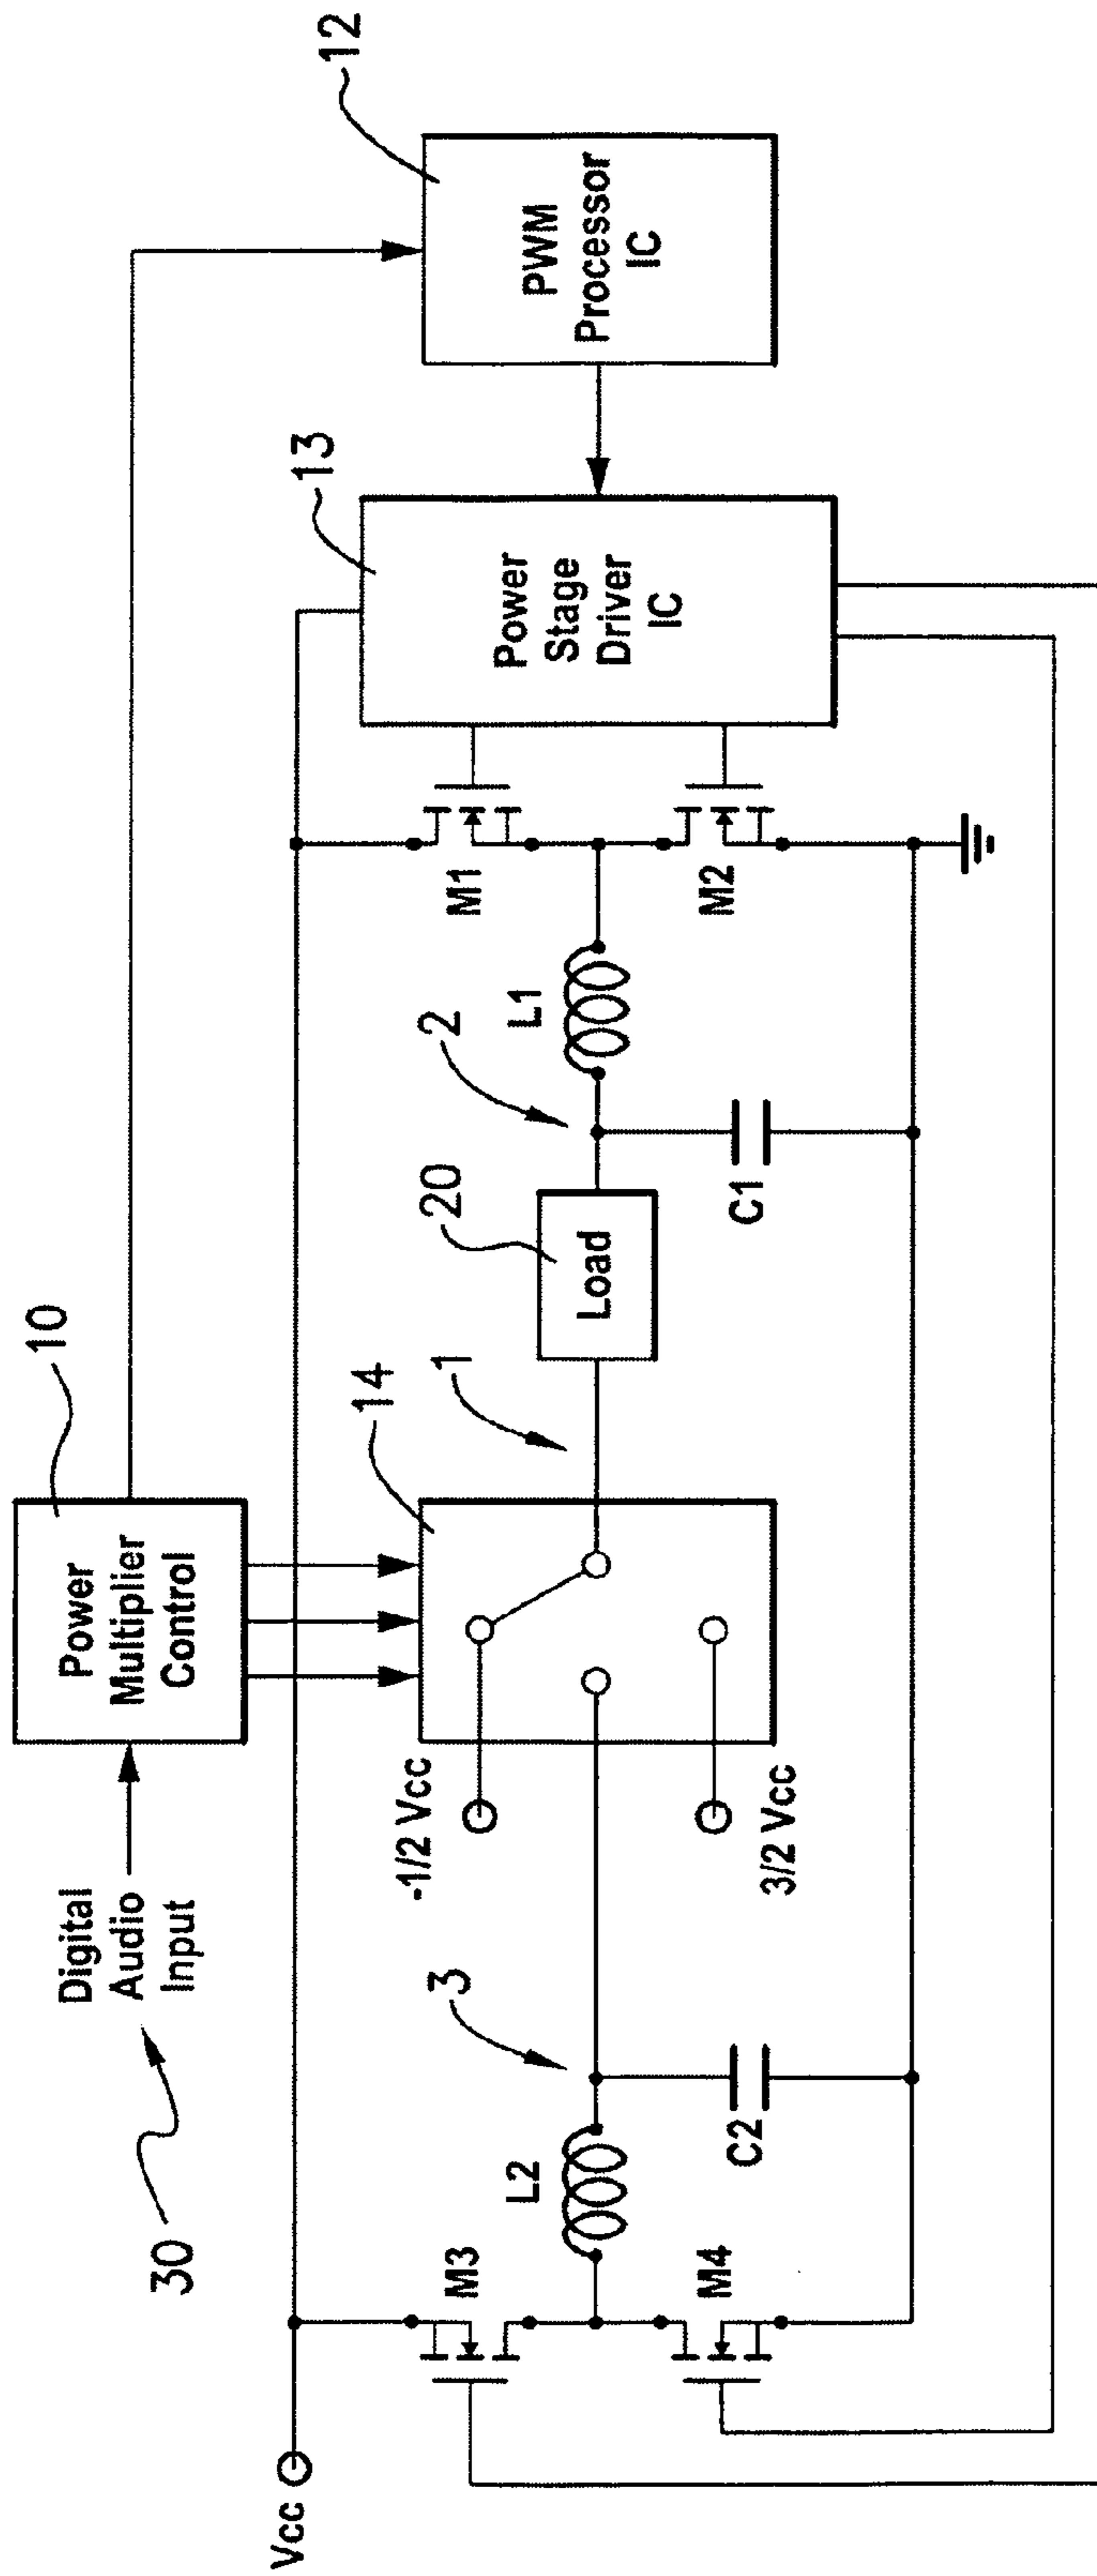 30
Digital
Audio
Input
10
Power
Multiplier
Control
12
PWM
Processor
IC
13
Power
Stage
Driver
IC
14
-1/2 Vcc
3/2 Vcc
1
20
Load
2
L1
C1
M1
M2
3
L2
C2
M3
M4
Vcc